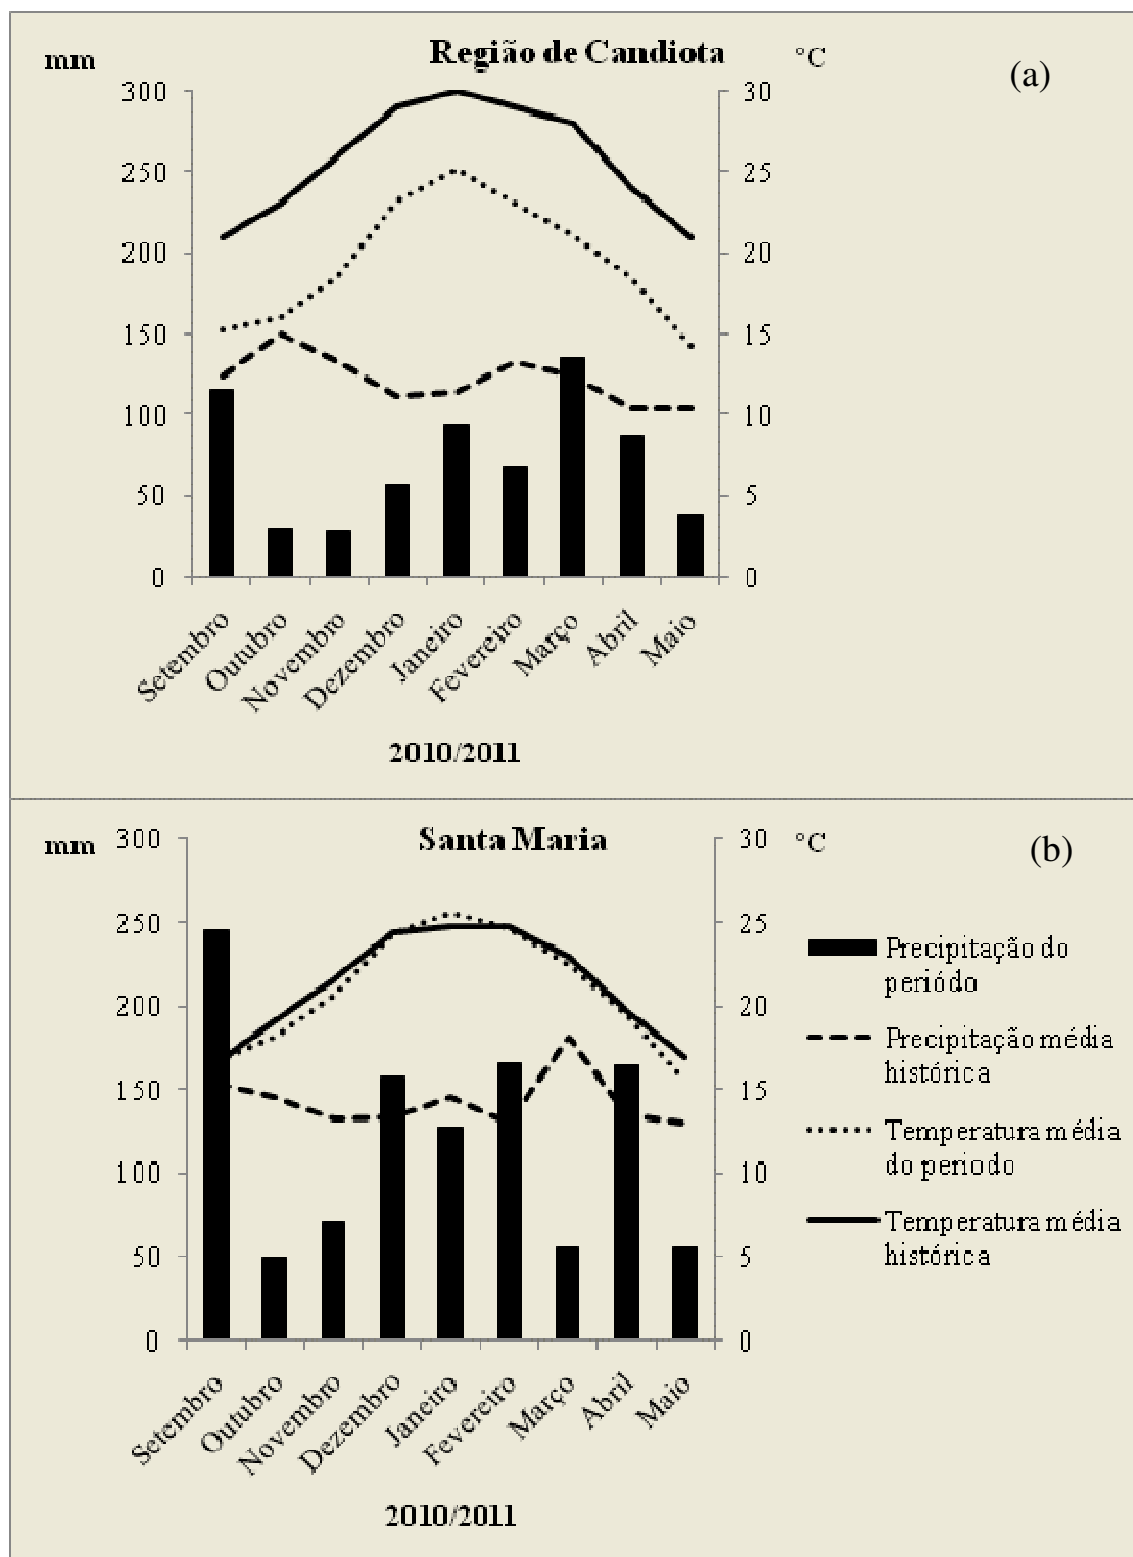 Região de Candiota
mm
°C
(a)
300
250
200
150
100
50
0
30
25
20
15
10
5
0
Setembro
Outubro
Novembro
Dezembro
Janeiro
Fevereiro
Março
Abril
Maio
2010/2011
Santa Maria
mm
°C
(b)
300
250
200
150
100
50
0
30
25
20
15
10
5
0
Setembro
Outubro
Novembro
Dezembro
Janeiro
Fevereiro
Março
Abril
Maio
2010/2011
Precipitação do
periódo
Precipitação média
histórica
Temperatura média
do periodo
Temperatura média
histórica